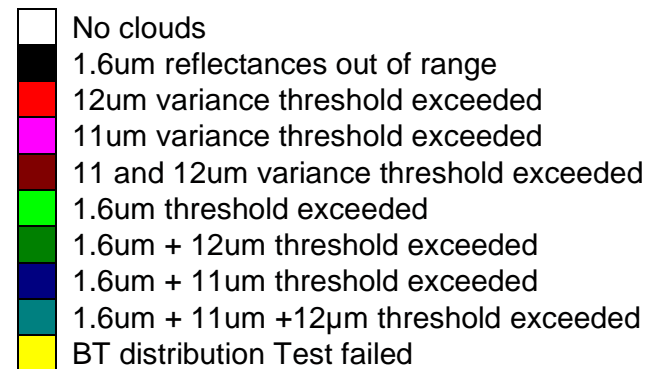 No clouds
1.6um reflectances out of range
12um variance threshold exceeded
11um variance threshold exceeded
11 and 12um variance threshold exceeded
1.6um threshold exceeded
1.6um + 12um threshold exceeded
1.6um + 11um threshold exceeded
1.6um + 11um +12μm threshold exceeded
BT distribution Test failed